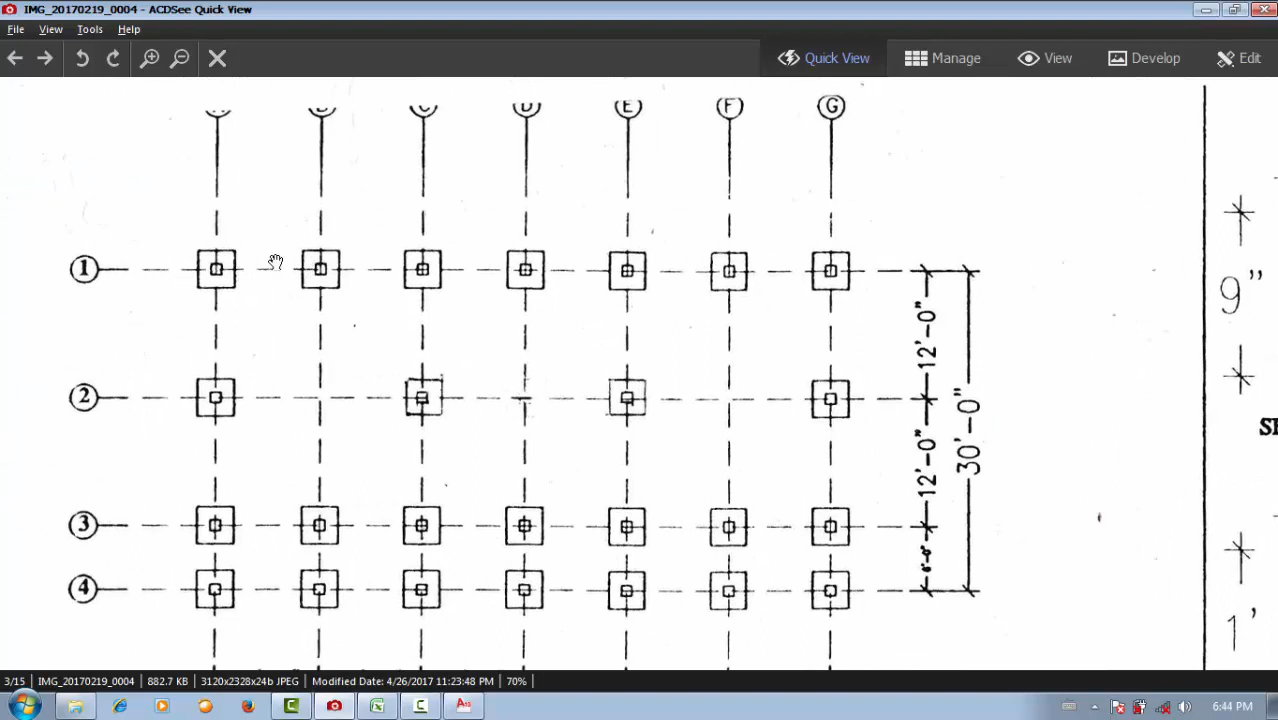 IMG_20170219_0004 - ACDSee Quick View
File View Tools Help
Quick View Manage View Develop Edit
A B C D E F G
1
2
3
4
12'-0"
12'-0"
6'-0"
30'-0"
9"
1'
3/15 IMG_20170219_0004 882.7 KB 3120x2328x24b JPEG Modified Date: 4/26/2017 11:23:48 PM 70%
6:44 PM